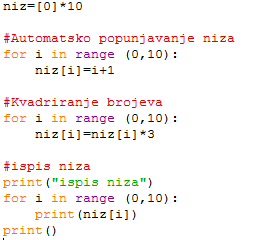 niz=[0]*10
#Automatsko popunjavanje niza
for i in range (0,10):
    niz[i]=i+1
#Kvadriranje brojeva
for i in range (0,10):
    niz[i]=niz[i]*3
#ispis niza
print("ispis niza")
for i in range (0,10):
    print(niz[i])
print()